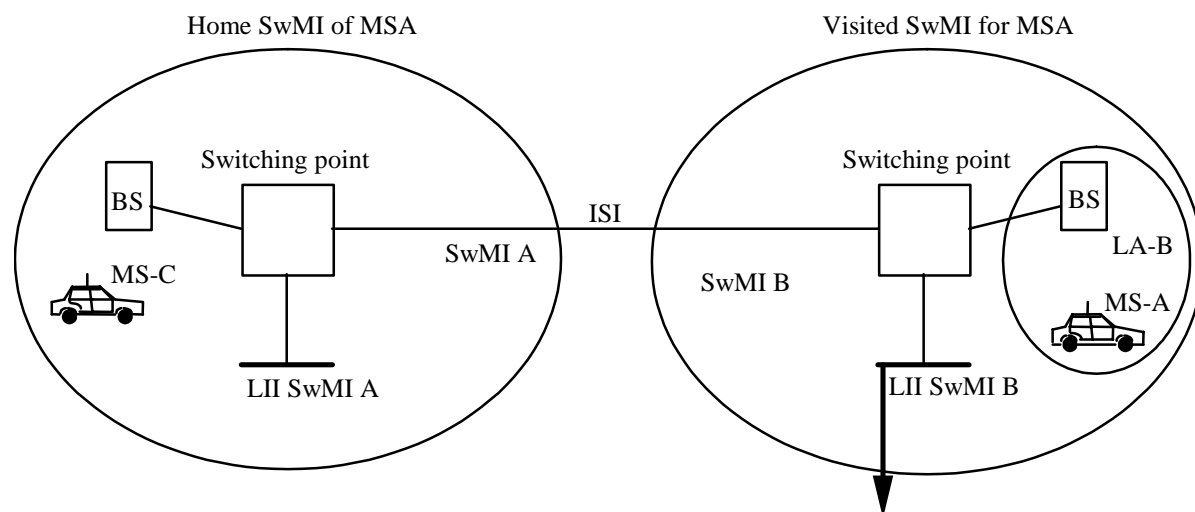 Home SwMI of MSA
Visited SwMI for MSA
Switching point
Switching point
BS
BS
ISI
SwMI A
LA-B
MS-C
SwMI B
MS-A
LII SwMI A
LII SwMI B